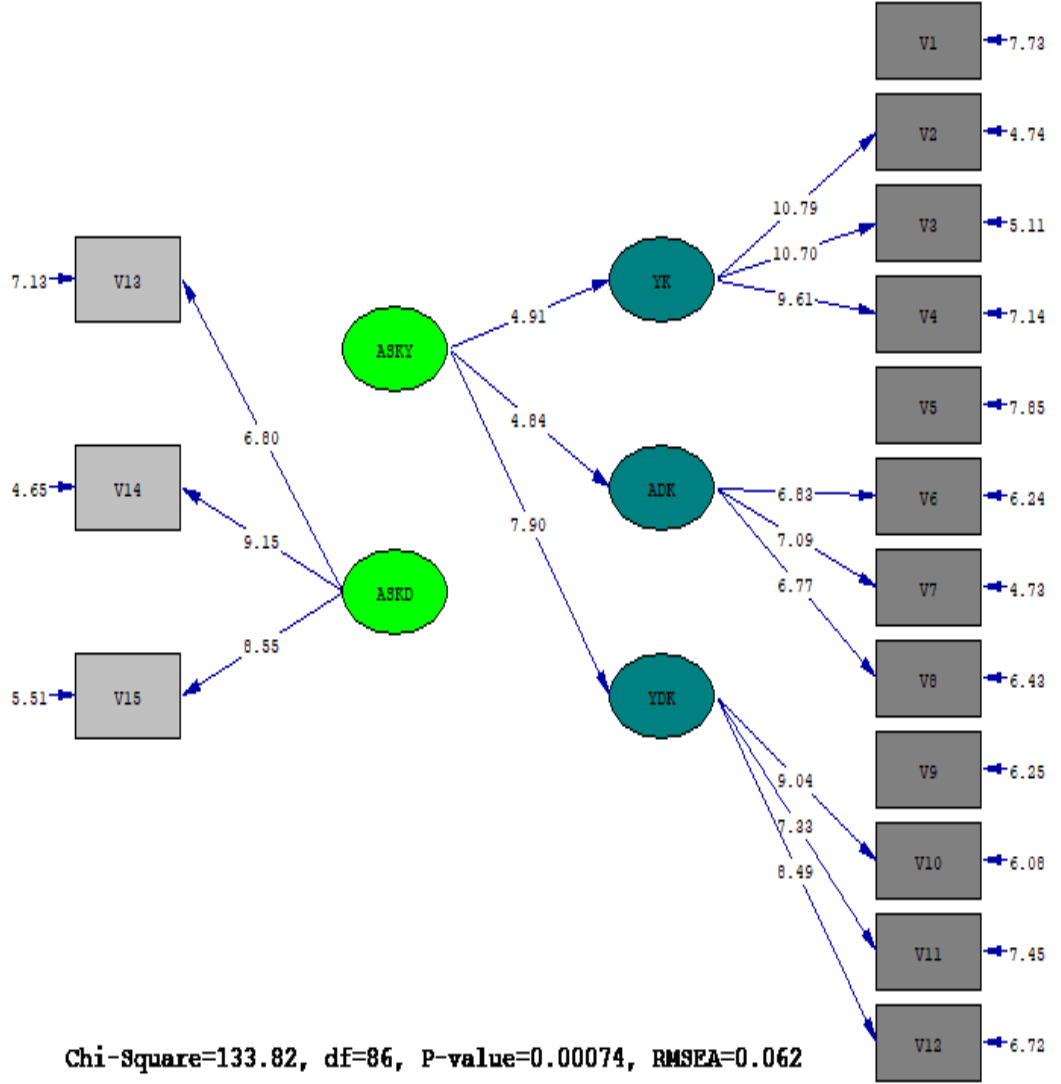 V1
7.73
V2
4.74
10.79
V3
5.11
10.70
7.13
V13
YK
9.61
V4
7.14
4.91
ASKY
V5
7.85
4.84
6.80
4.65
V14
ADK
6.83
V6
6.24
7.90
7.09
9.15
6.77
V7
4.73
ASKD
8.55
V8
6.43
5.51
V15
YDK
V9
6.25
9.04
7.33
V10
6.08
8.49
V11
7.45
V12
6.72
Chi-Square=133.82, df=86, P-value=0.00074, RMSEA=0.062